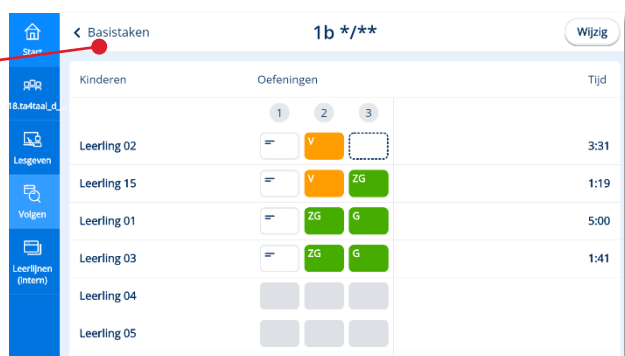 Basistaken
1b */**
Wijzig
Start
18.ta4taal_d_
Lesgeven
Volgen
Leerlijnen
(intern)
Kinderen Oefeningen Tijd
1 2 3
Leerling 02 V 3:31
Leerling 15 V ZG 1:19
Leerling 01 ZG G 5:00
Leerling 03 ZG G 1:41
Leerling 04
Leerling 05